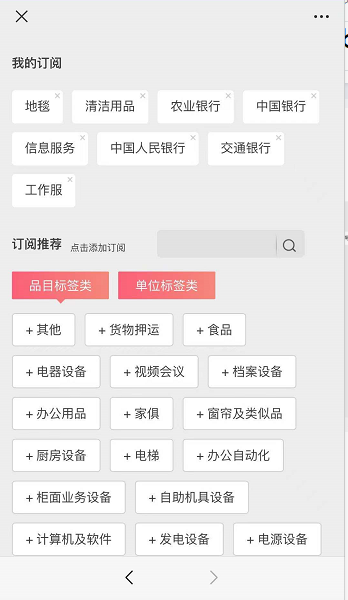 我的订阅
地毯 清洁用品 农业银行 中国银行
信息服务 中国人民银行 交通银行
工作服
订阅推荐 点击添加订阅
品目标签类 单位标签类
+ 其他 + 货物押运 + 食品
+ 电器设备 + 视频会议 + 档案设备
+ 办公用品 + 家俱 + 窗帘及类似品
+ 厨房设备 + 电梯 + 办公自动化
+ 柜面业务设备 + 自助机具设备
+ 计算机及软件 + 发电设备 + 电源设备